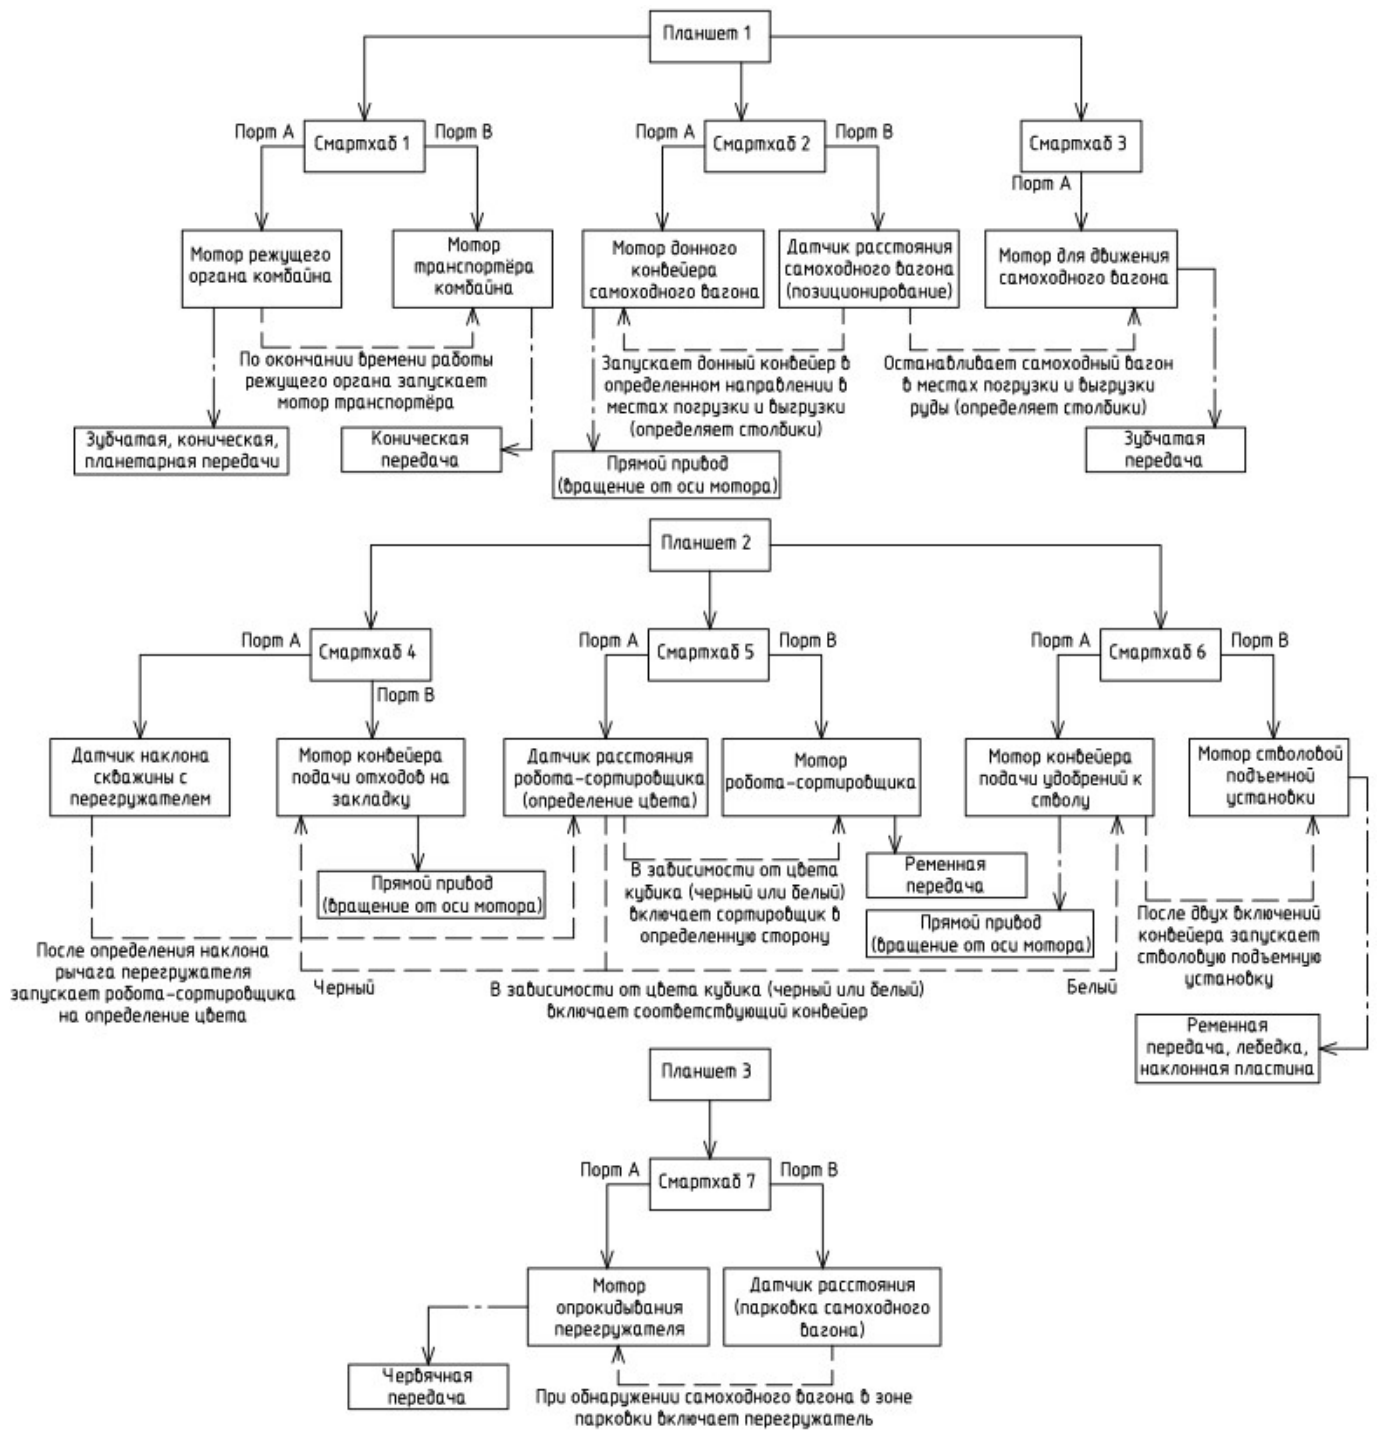 Планшет 1
Порт А
Смартхаб 1
Порт В
Порт А
Смартхаб 2
Порт В
Смартхаб 3
Порт А
Мотор режущего
органа комбайна
Мотор
транспортёра
комбайна
Мотор донного
конвейера
самоходного вагона
Датчик расстояния
самоходного вагона
(позиционирование)
Мотор для движения
самоходного вагона
По окончании времени работы
режущего органа запускает
мотор транспортёра
Запускает донный конвейер в
определенном направлении в
местах погрузки и выгрузки
(определяет столбики)
Останавливает самоходный вагон
в местах погрузки и выгрузки
руды (определяет столбики)
Зубчатая, коническая,
планетарная передачи
Коническая
передача
Прямой привод
(вращение от оси мотора)
Зубчатая
передача
Планшет 2
Порт А
Смартхаб 4
Порт В
Порт А
Смартхаб 5
Порт В
Порт А
Смартхаб 6
Порт В
Датчик наклона
скважины с
перегружателем
Мотор конвейера
подачи отходов на
закладку
Датчик расстояния
робота-сортировщика
(определение цвета)
Мотор
робота-сортировщика
Мотор конвейера
подачи удобрений к
стволу
Мотор стволовой
подъемной
установки
Прямой привод
(вращение от оси мотора)
В зависимости от цвета
кубика (черный или белый)
включает сортировщик в
определенную сторону
Ременная
передача
Прямой привод
(вращение от оси мотора)
После двух включений
конвейера запускает
стволовую подъемную
установку
После определения наклона
рычага перегружателя
запускает робота-сортировщика
на определение цвета
Черный
В зависимости от цвета кубика (черный или белый)
включает соответствующий конвейер
Белый
Ременная
передача, лебедка,
наклонная пластина
Планшет 3
Порт А
Смартхаб 7
Порт В
Мотор
опрокидывания
перегружателя
Датчик расстояния
(парковка самоходного
вагона)
Червячная
передача
При обнаружении самоходного вагона в зоне
парковки включает перегружатель